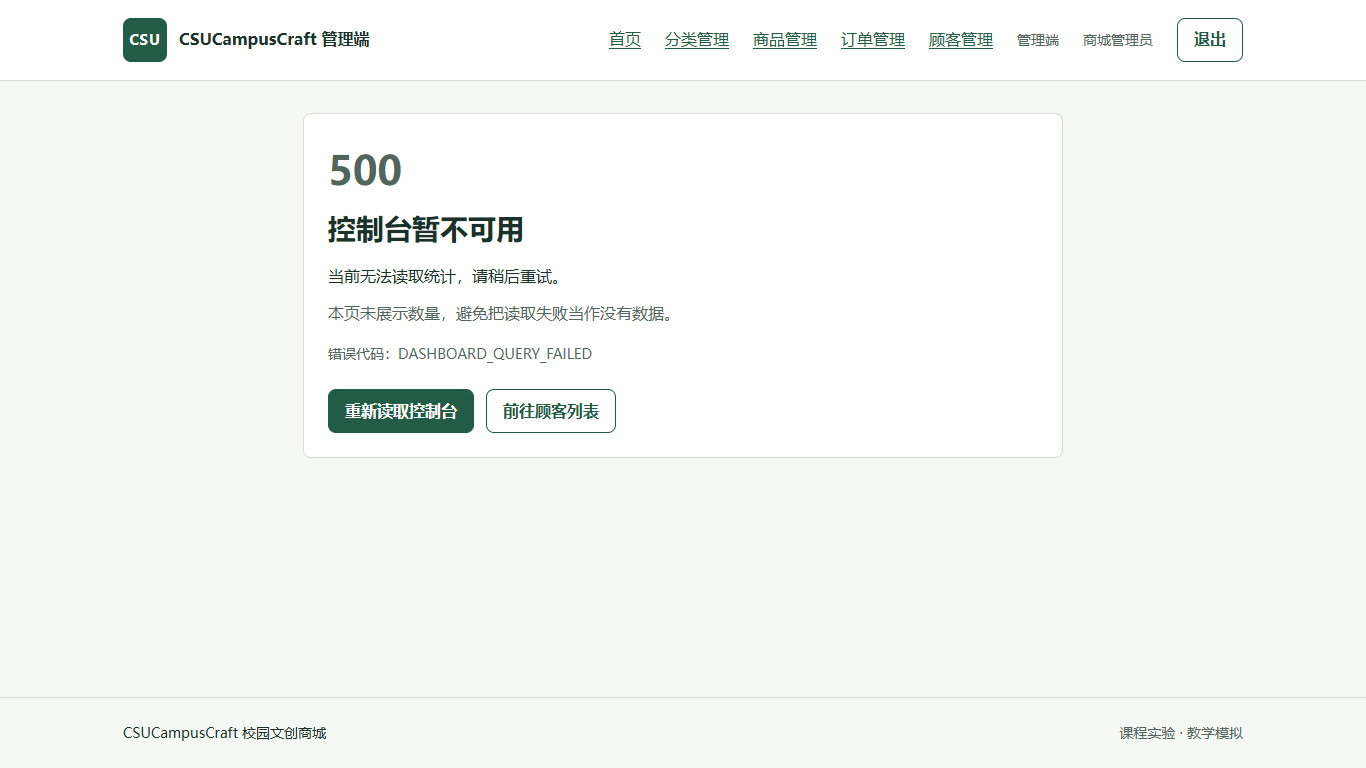 CSU CSUCampusCraft 管理端 首页 分类管理 商品管理 订单管理 顾客管理 管理端 商城管理员 退出
500
控制台暂不可用
当前无法读取统计，请稍后重试。
本页未展示数量，避免把读取失败当作没有数据。
错误代码：DASHBOARD_QUERY_FAILED
重新读取控制台 前往顾客列表
CSUCampusCraft 校园文创商城 课程实验 · 教学模拟